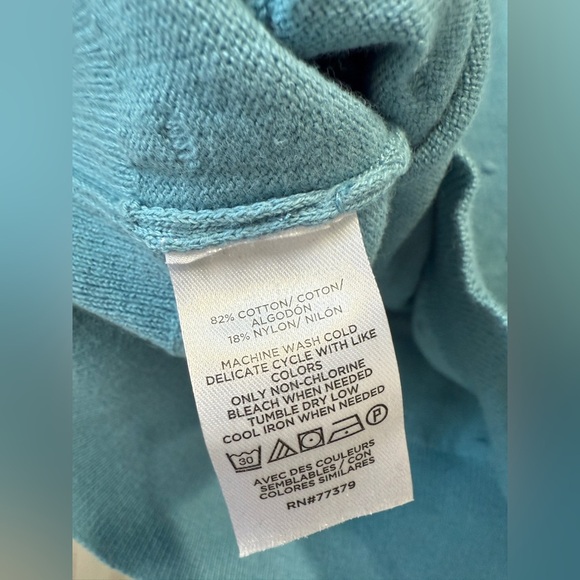 82% COTTON/ COTON/
ALGODÓN
18% NYLON/ NILÓN
MACHINE WASH COLD
DELICATE CYCLE WITH LIKE
COLORS
ONLY NON-CHLORINE
BLEACH WHEN NEEDED
TUMBLE DRY LOW
COOL IRON WHEN NEEDED
30 P
AVEC DES COULEURS
SEMBLABLES / CON
COLORES SIMILARES
RN#77379